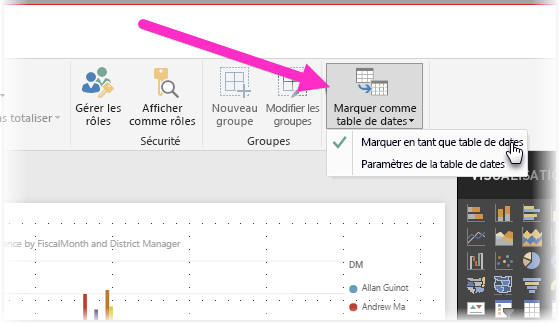 Gérer les
rôles
Afficher
comme rôles
Nouveau
groupe
Modifier les
groupes
Marquer comme
table de dates
totaliser
Sécurité
Groupes
Marquer en tant que table de dates
Paramètres de la table de dates
by FiscalMonth and District Manager
DM
Allan Guinot
Andrew Ma